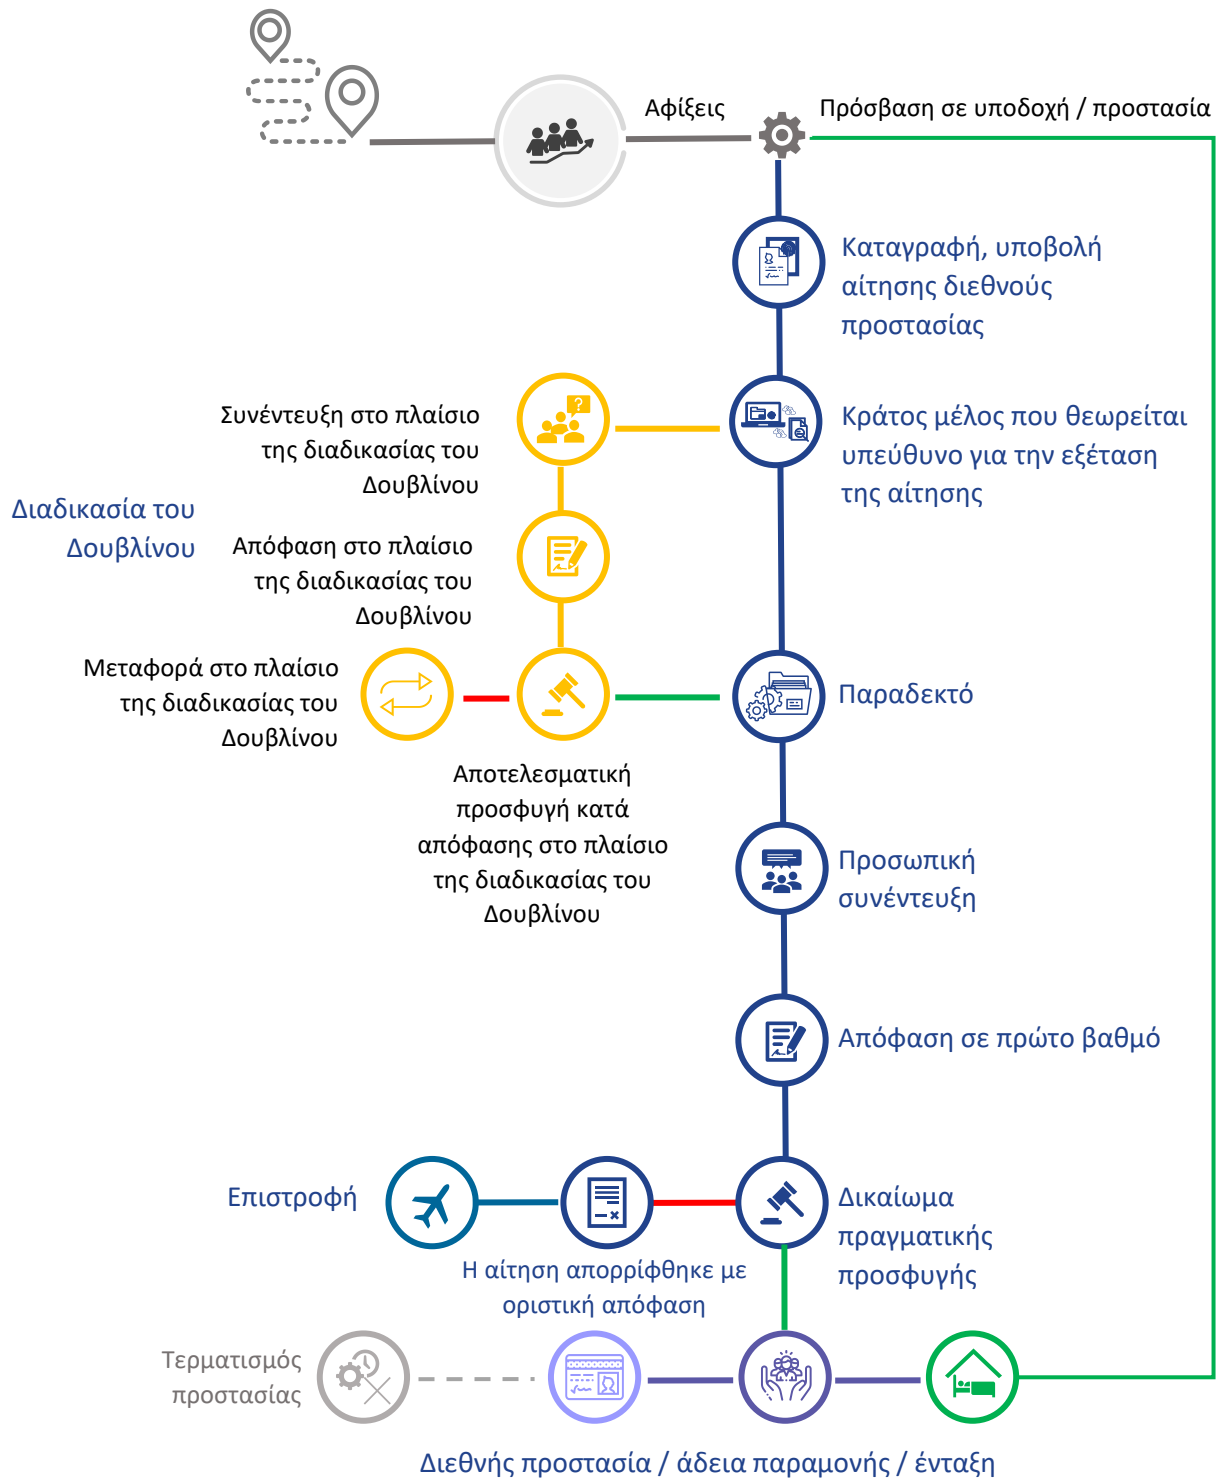 Αφίξεις
Πρόσβαση σε υποδοχή / προστασία
Καταγραφή, υποβολή
αίτησης διεθνούς
προστασίας
Συνέντευξη στο πλαίσιο
της διαδικασίας του
Δουβλίνου
Κράτος μέλος που θεωρείται
υπεύθυνο για την εξέταση
της αίτησης
Διαδικασία του
Δουβλίνου
Απόφαση στο πλαίσιο
της διαδικασίας του
Δουβλίνου
Μεταφορά στο πλαίσιο
της διαδικασίας του
Δουβλίνου
Παραδεκτό
Αποτελεσματική
προσφυγή κατά
απόφασης στο πλαίσιο
της διαδικασίας του
Δουβλίνου
Προσωπική
συνέντευξη
Απόφαση σε πρώτο βαθμό
Επιστροφή
Η αίτηση απορρίφθηκε με
οριστική απόφαση
Δικαίωμα
πραγματικής
προσφυγής
Τερματισμός
προστασίας
Διεθνής προστασία / άδεια παραμονής / ένταξη